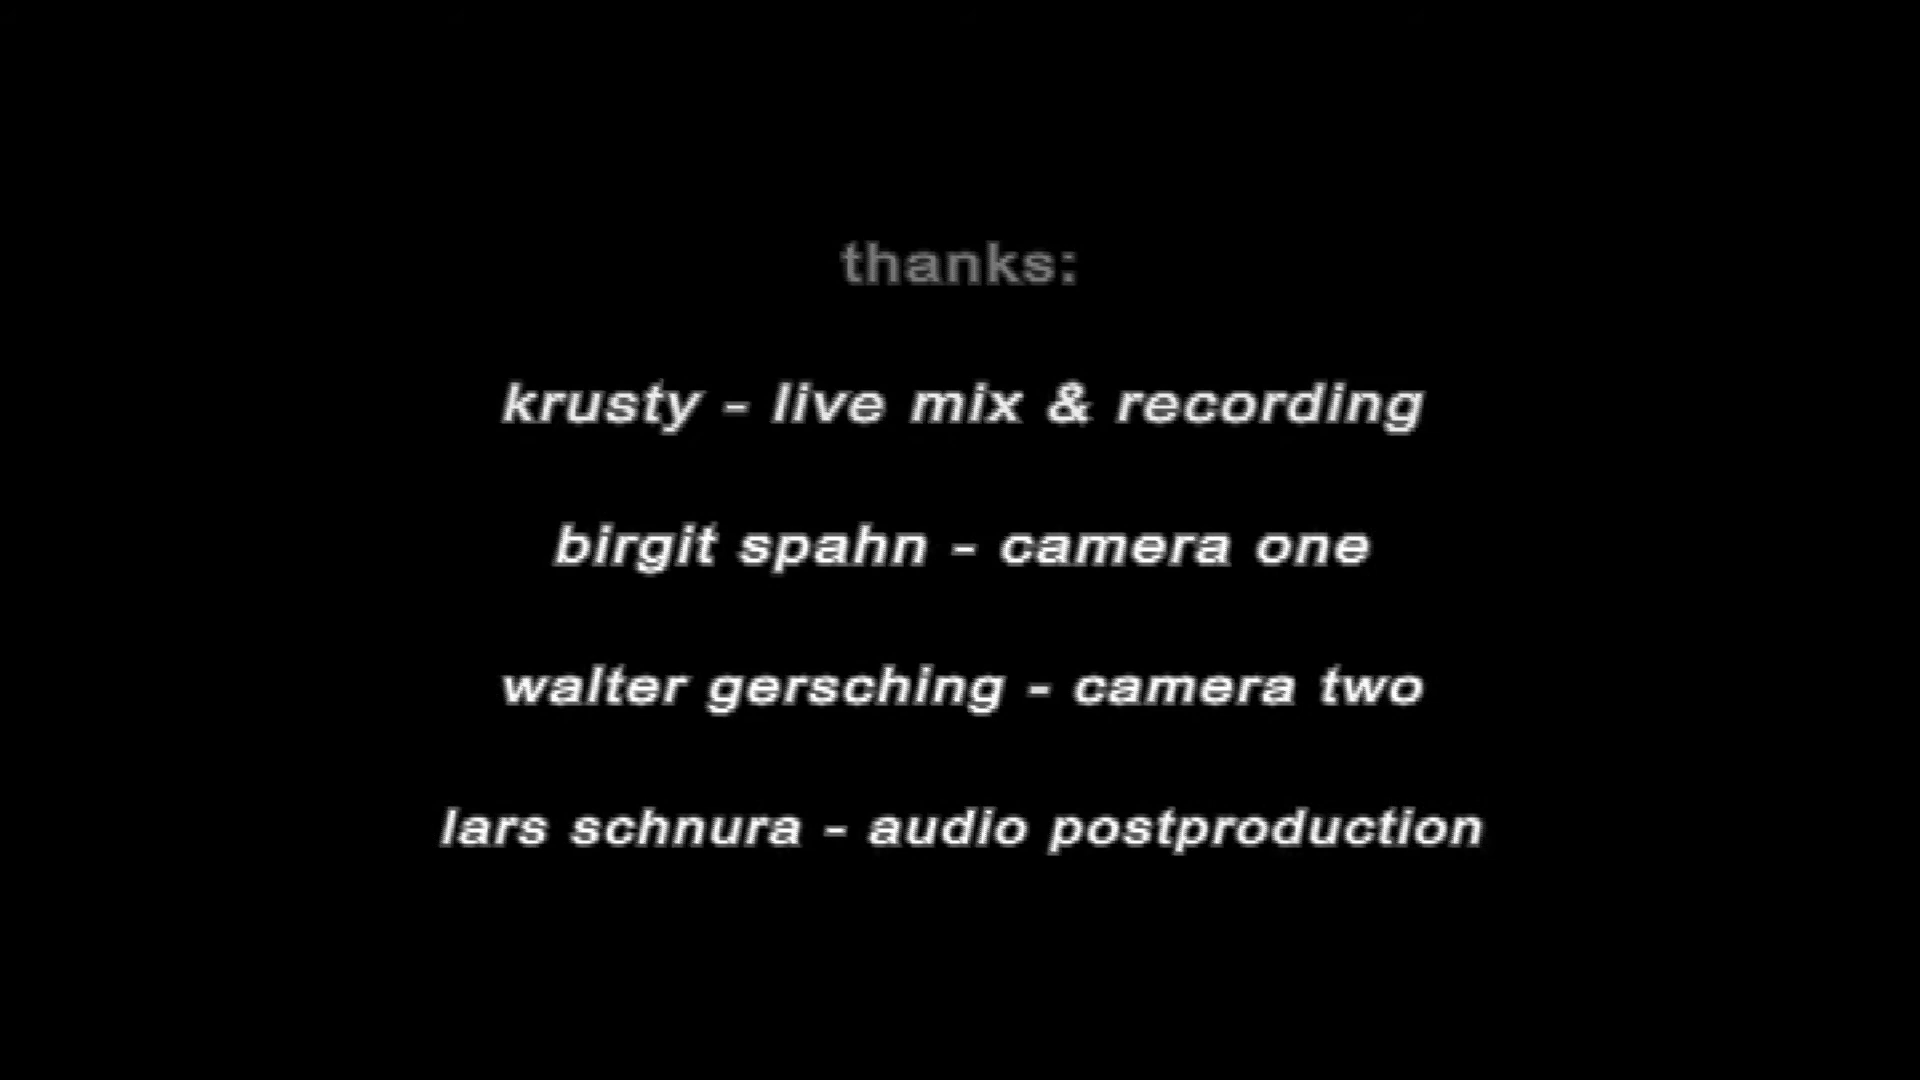 thanks:
krusty - live mix & recording
birgit spahn - camera one
walter gersching - camera two
lars schnura - audio postproduction